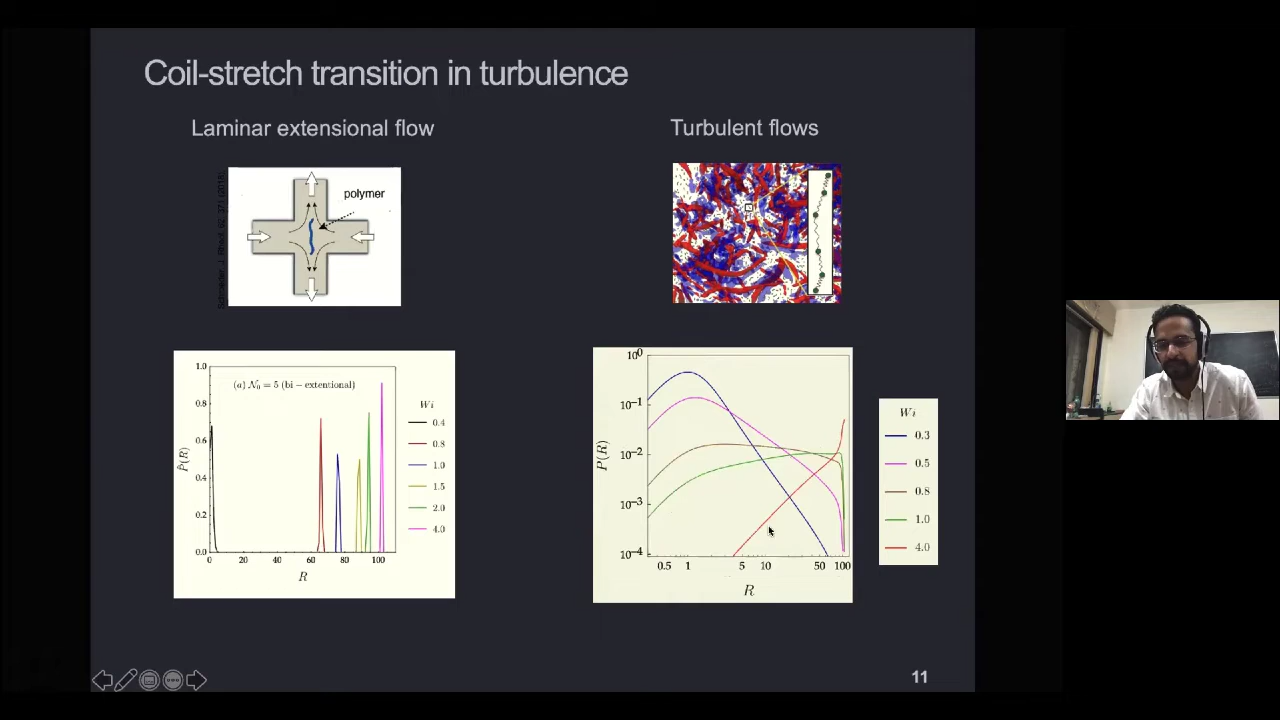 Coil-stretch transition in turbulence
Laminar extensional flow
Turbulent flows
polymer
(a) 𝒩₀ = 5 (bi − extentional)
P̂(R)
1.0
0.8
0.6
0.4
0.2
0.0
0 20 40 60 80 100
R
Wi
0.4
0.8
1.0
1.5
2.0
4.0
P(R)
10⁰
10⁻¹
10⁻²
10⁻³
10⁻⁴
0.5 1 5 10 50 100
R
Wi
0.3
0.5
0.8
1.0
4.0
11